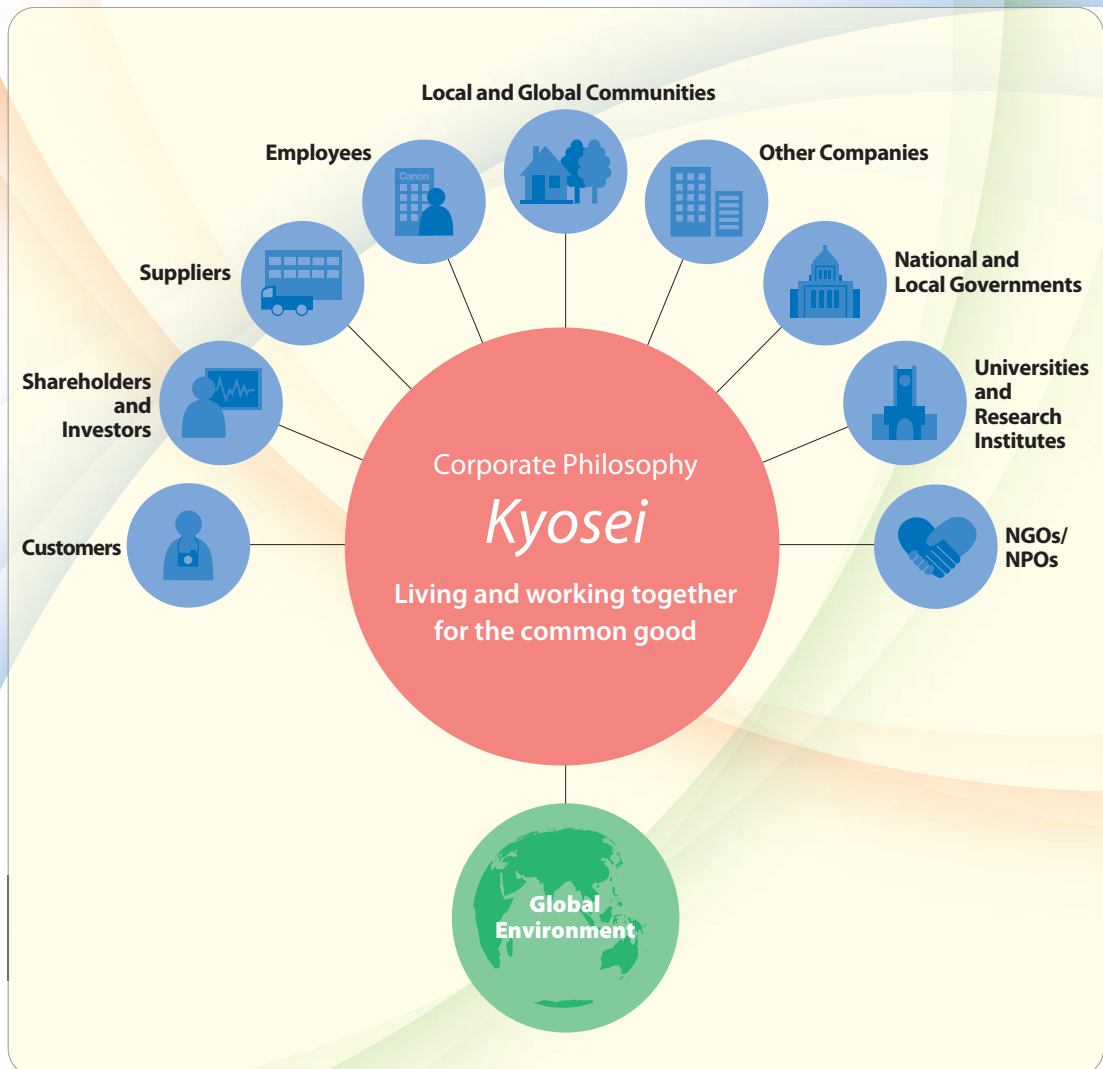 Local and Global Communities
Employees
Canon
Other Companies
Suppliers
National and
Local Governments
Shareholders
and
Investors
Universities
and
Research
Institutes
Customers
NGOs/
NPOs
Corporate Philosophy
Kyosei
Living and working together
for the common good
Global
Environment